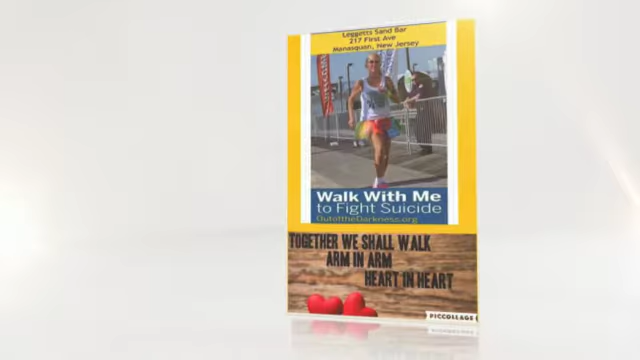 Leggetts Sand Bar
217 First Ave
Manasquan, New Jersey
Walk With Me
to Fight Suicide
OutoftheDarkness.org
TOGETHER WE SHALL WALK
ARM IN ARM
HEART IN HEART
PICCOLLAGE